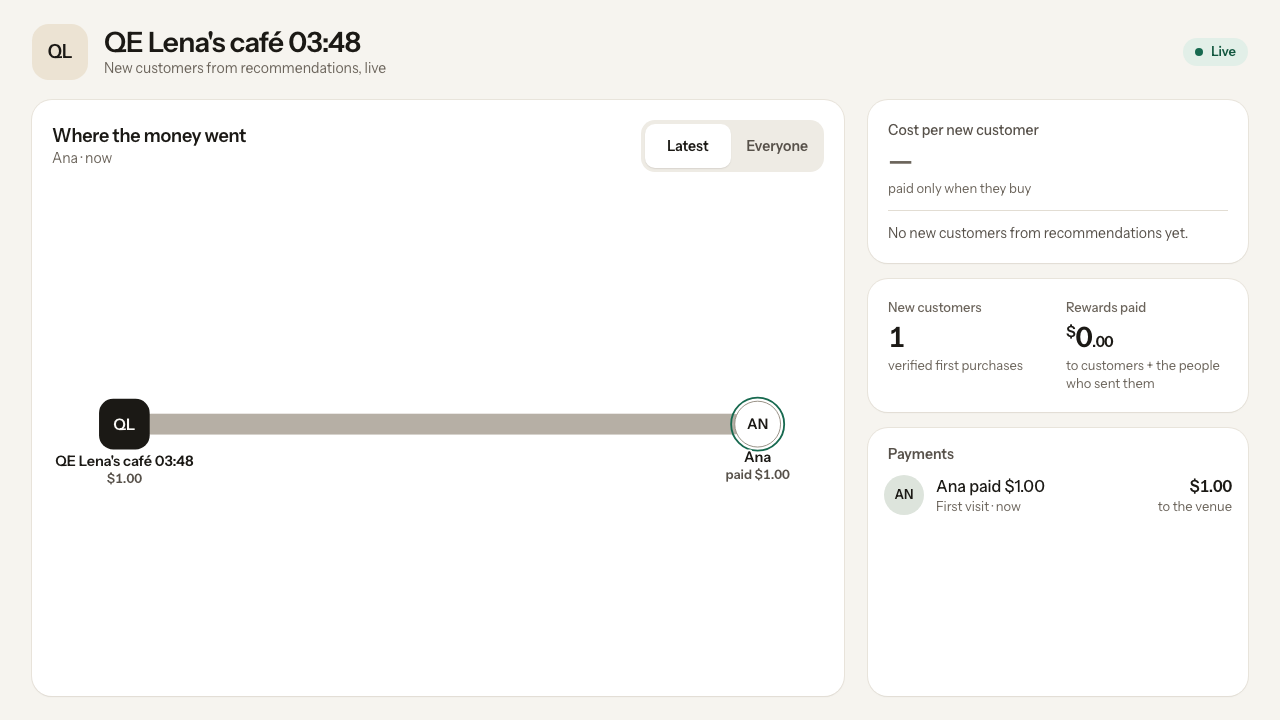 QL
QE Lena's café 03:48
New customers from recommendations, live
Live
Where the money went
Ana · now
Latest
Everyone
QL
QE Lena's café 03:48
$1.00
AN
Ana
paid $1.00
Cost per new customer
—
paid only when they buy
No new customers from recommendations yet.
New customers
1
verified first purchases
Rewards paid
$0.00
to customers + the people
who sent them
Payments
AN
Ana paid $1.00
First visit · now
$1.00
to the venue